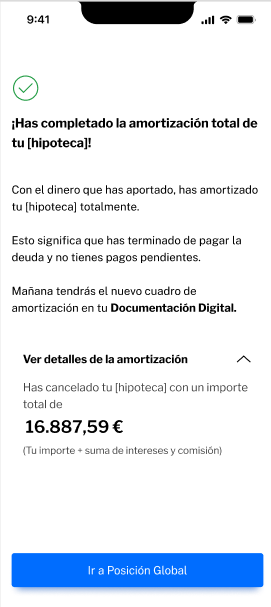 9:41
¡Has completado la amortización total de
tu [hipoteca]!
Con el dinero que has aportado, has amortizado
tu [hipoteca] totalmente.
Esto significa que has terminado de pagar la
deuda y no tienes pagos pendientes.
Mañana tendrás el nuevo cuadro de
amortización en tu Documentación Digital.
Ver detalles de la amortización
Has cancelado tu [hipoteca] con un importe
total de
16.887,59 €
(Tu importe + suma de intereses y comisión)
Ir a Posición Global